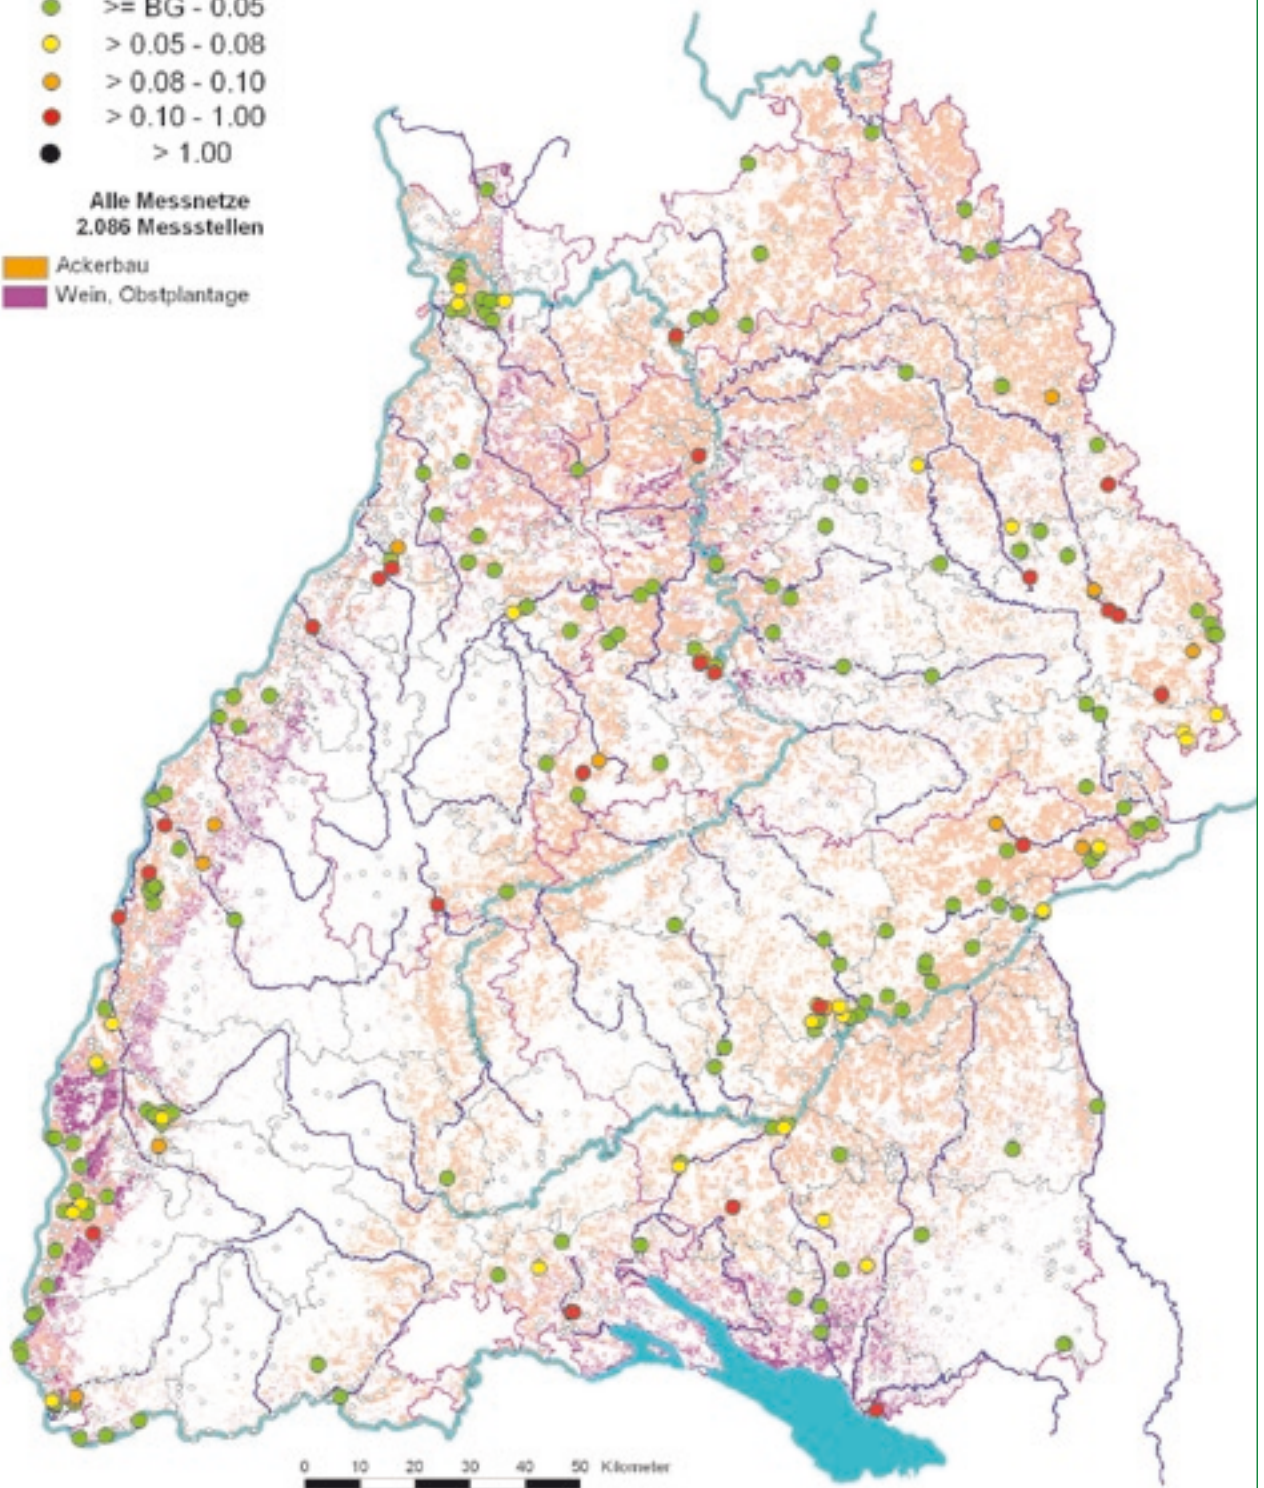 >= BG - 0.05
> 0.05 - 0.08
> 0.08 - 0.10
> 0.10 - 1.00
> 1.00
Alle Messnetze
2.086 Messstellen
Ackerbau
Wein, Obstplantage
0 10 20 30 40 50 Kilometer